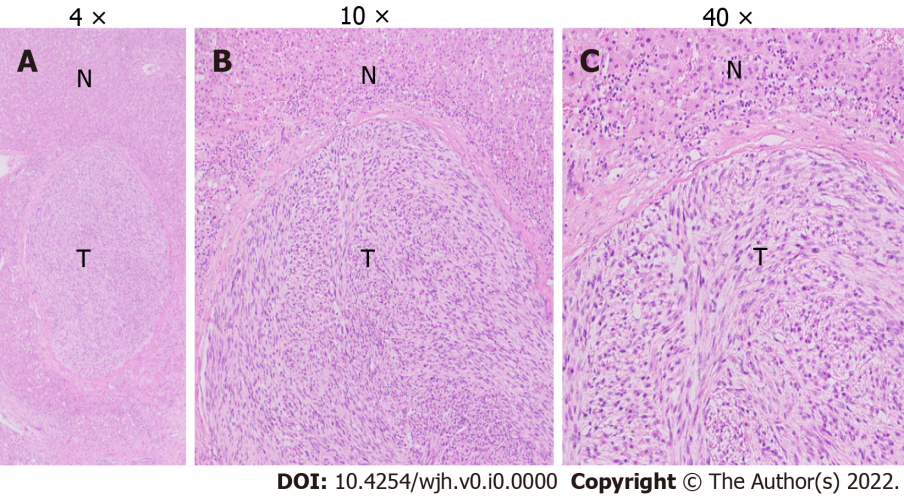 4 × 10 × 40 ×
A B C
N N N
T T T
DOI: 10.4254/wjh.v0.i0.0000 Copyright © The Author(s) 2022.